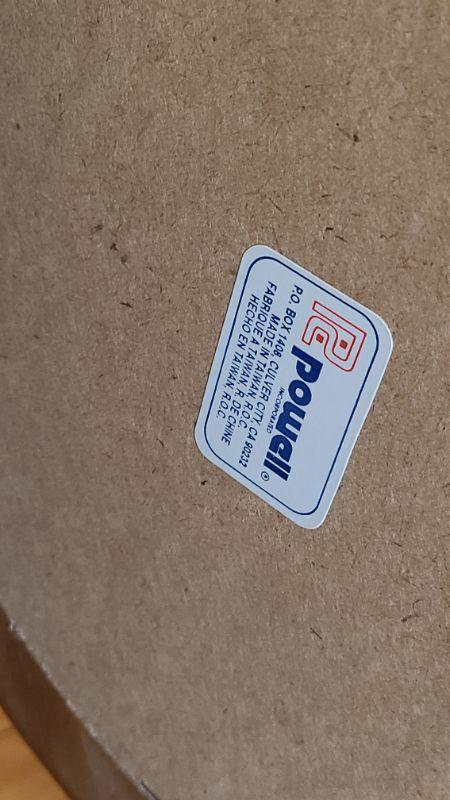 Powell®
INCORPORATED
P.O. BOX 1408, CULVER CITY, CA 90232
MADE IN TAIWAN, R.O.C.
FABRIQUE A TAIWAN, R. DE CHINE
HECHO EN TAIWAN, R.O.C.